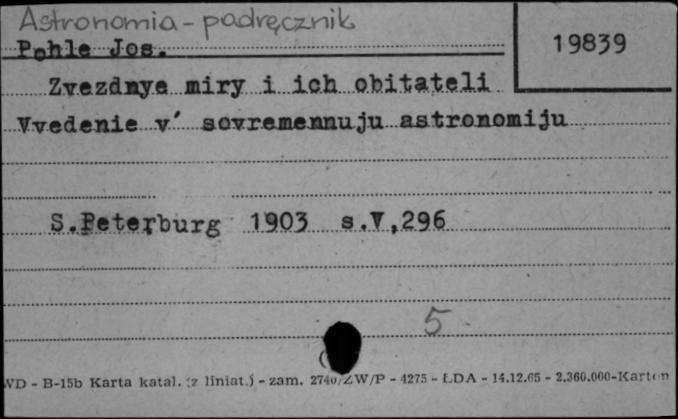 Astronomia - podręcznik
19839
Pohle Jos.
Zvezdnye miry i ich obitateli
Vvedenie v' sovremennuju astronomiju
S.Peterburg 1903 s.V,296
5
WD - B-15b Karta katal. (z liniat.) - zam. 2740/ZW/P - 4275 - ŁDA - 14.12.65 - 2.360.000-Karton